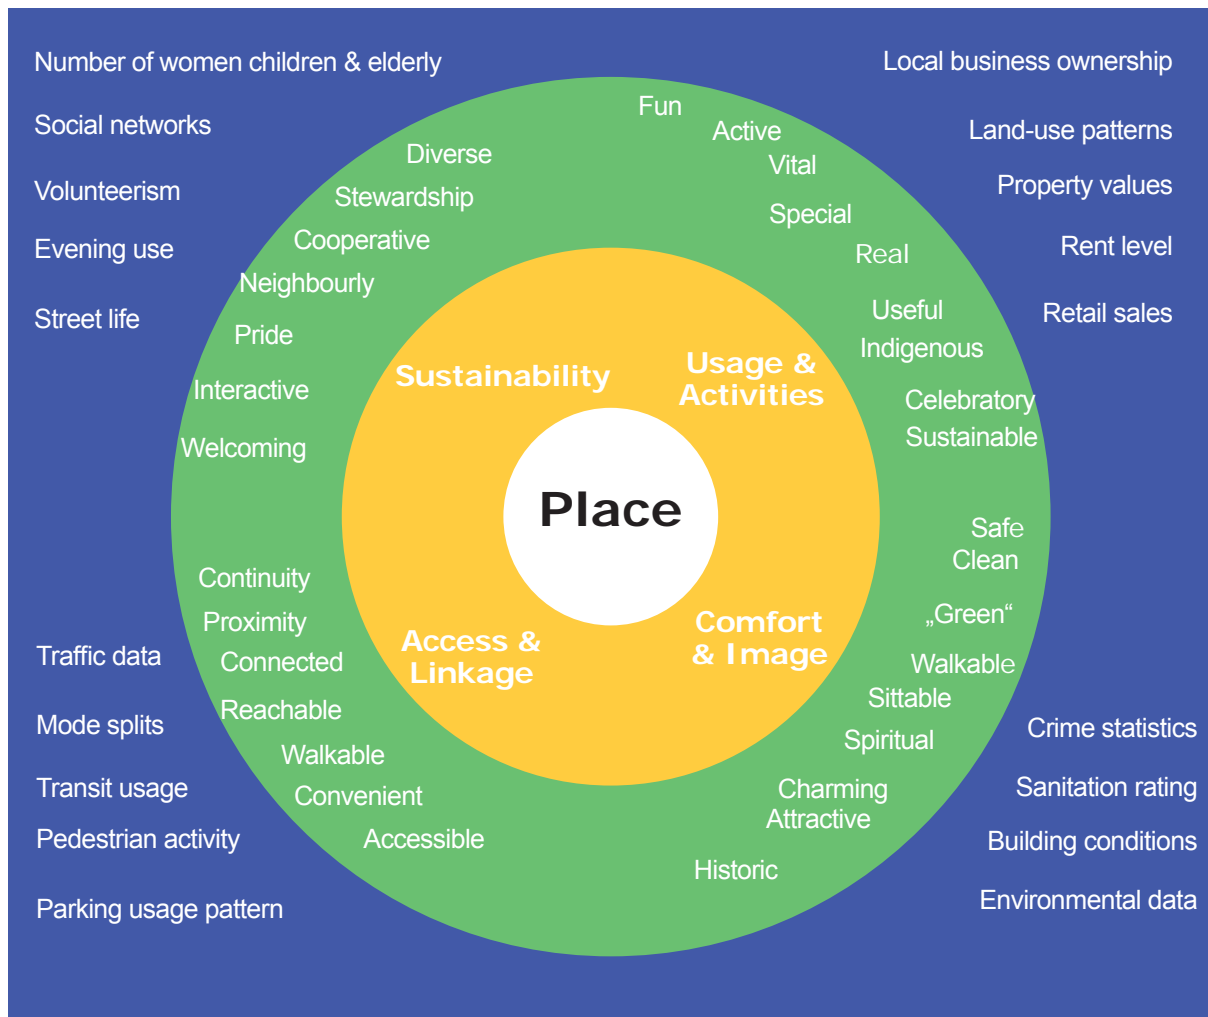 Number of women children & elderly
Social networks
Volunteerism
Evening use
Street life
Local business ownership
Land-use patterns
Property values
Rent level
Retail sales
Diverse
Stewardship
Cooperative
Neighbourly
Pride
Interactive
Welcoming
Fun
Active
Vital
Special
Real
Useful
Indigenous
Celebratory
Sustainable
Sustainability
Usage &
Activities
Place
Access &
Linkage
Comfort
& Image
Continuity
Proximity
Connected
Reachable
Walkable
Convenient
Accessible
Safe
Clean
„Green“
Walkable
Sittable
Spiritual
Charming
Attractive
Historic
Traffic data
Mode splits
Transit usage
Pedestrian activity
Parking usage pattern
Crime statistics
Sanitation rating
Building conditions
Environmental data